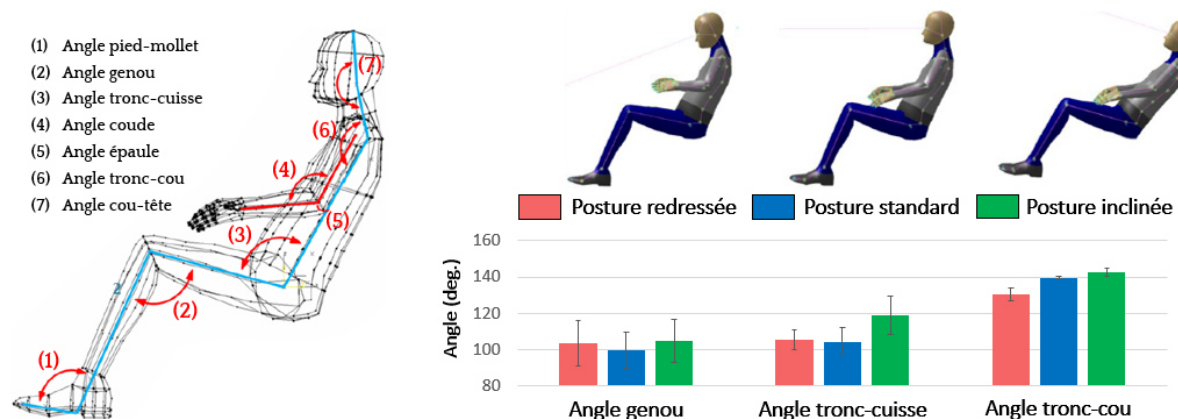 (1) Angle pied-mollet
(2) Angle genou
(3) Angle tronc-cuisse
(4) Angle coude
(5) Angle épaule
(6) Angle tronc-cou
(7) Angle cou-tête
(7)
(6)
(4)
(5)
(3)
(2)
(1)
Posture redressée
Posture standard
Posture inclinée
Angle (deg.)
160
140
120
100
80
Angle genou
Angle tronc-cuisse
Angle tronc-cou